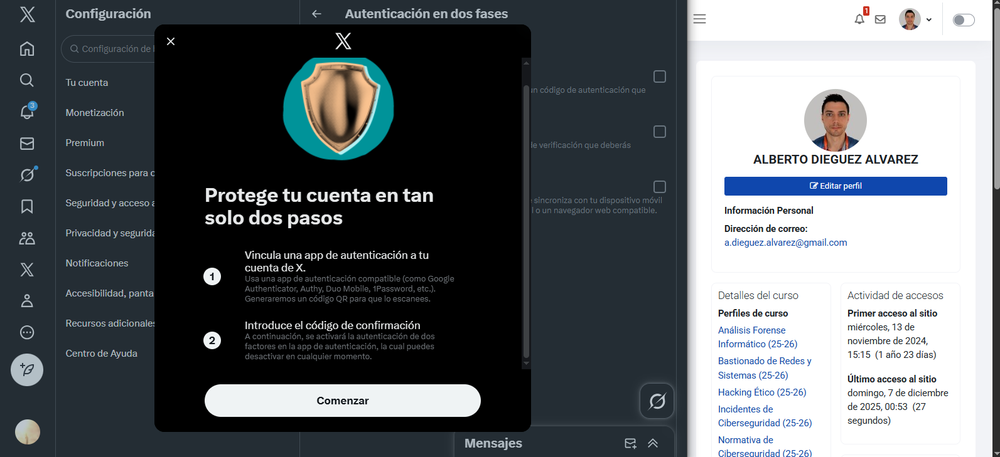 Configuración
Configuración de l
Tu cuenta
Monetización
Premium
Suscripciones para c
Seguridad y acceso a
Privacidad y segurida
Notificaciones
Accesibilidad, panta
Recursos adicionales
Centro de Ayuda
3
Autenticación en dos fases
un código de autenticación que
de verificación que deberás
e sincroniza con tu dispositivo móvil
l o un navegador web compatible.
Protege tu cuenta en tan
solo dos pasos
1
Vincula una app de autenticación a tu
cuenta de X.
Usa una app de autenticación compatible (como Google
Authenticator, Authy, Duo Mobile, 1Password, etc.).
Generaremos un código QR para que lo escanees.
2
Introduce el código de confirmación
A continuación, se activará la autenticación de dos
factores en la app de autenticación, la cual puedes
desactivar en cualquier momento.
Comenzar
Mensajes
1
ALBERTO DIEGUEZ ALVAREZ
Editar perfil
Información Personal
Dirección de correo:
a.dieguez.alvarez@gmail.com
Detalles del curso
Perfiles de curso
Análisis Forense
Informático (25-26)
Bastionado de Redes y
Sistemas (25-26)
Hacking Ético (25-26)
Incidentes de
Ciberseguridad (25-26)
Normativa de
Ciberseguridad (25-26)
Actividad de accesos
Primer acceso al sitio
miércoles, 13 de
noviembre de 2024,
15:15 (1 año 23 días)
Último acceso al sitio
domingo, 7 de diciembre
de 2025, 00:53 (27
segundos)